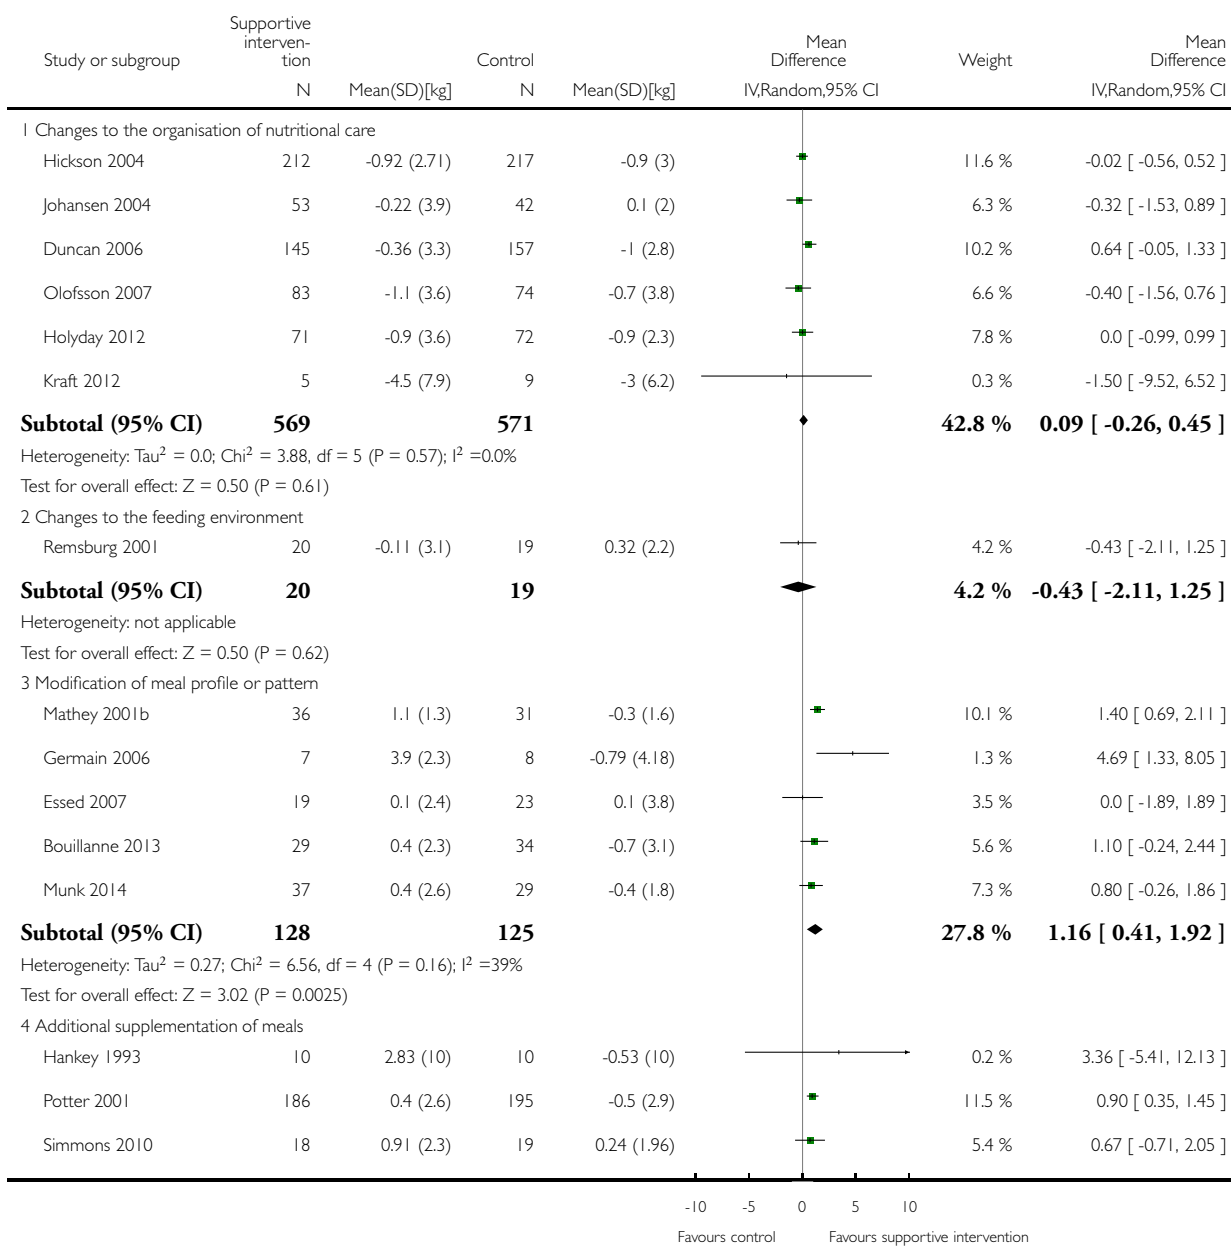 Study or subgroup Supportive interven- tion Control Mean Difference Weight Mean Difference
N Mean(SD)[kg] N Mean(SD)[kg] IV,Random,95% CI IV,Random,95% CI
1 Changes to the organisation of nutritional care
Hickson 2004 212 -0.92 (2.71) 217 -0.9 (3) 11.6 % -0.02 [ -0.56, 0.52 ]
Johansen 2004 53 -0.22 (3.9) 42 0.1 (2) 6.3 % -0.32 [ -1.53, 0.89 ]
Duncan 2006 145 -0.36 (3.3) 157 -1 (2.8) 10.2 % 0.64 [ -0.05, 1.33 ]
Olofsson 2007 83 -1.1 (3.6) 74 -0.7 (3.8) 6.6 % -0.40 [ -1.56, 0.76 ]
Holyday 2012 71 -0.9 (3.6) 72 -0.9 (2.3) 7.8 % 0.0 [ -0.99, 0.99 ]
Kraft 2012 5 -4.5 (7.9) 9 -3 (6.2) 0.3 % -1.50 [ -9.52, 6.52 ]
Subtotal (95% CI) 569 571 42.8 % 0.09 [ -0.26, 0.45 ]
Heterogeneity: Tau² = 0.0; Chi² = 3.88, df = 5 (P = 0.57); I² =0.0%
Test for overall effect: Z = 0.50 (P = 0.61)
2 Changes to the feeding environment
Remsburg 2001 20 -0.11 (3.1) 19 0.32 (2.2) 4.2 % -0.43 [ -2.11, 1.25 ]
Subtotal (95% CI) 20 19 4.2 % -0.43 [ -2.11, 1.25 ]
Heterogeneity: not applicable
Test for overall effect: Z = 0.50 (P = 0.62)
3 Modification of meal profile or pattern
Mathey 2001b 36 1.1 (1.3) 31 -0.3 (1.6) 10.1 % 1.40 [ 0.69, 2.11 ]
Germain 2006 7 3.9 (2.3) 8 -0.79 (4.18) 1.3 % 4.69 [ 1.33, 8.05 ]
Essed 2007 19 0.1 (2.4) 23 0.1 (3.8) 3.5 % 0.0 [ -1.89, 1.89 ]
Bouillanne 2013 29 0.4 (2.3) 34 -0.7 (3.1) 5.6 % 1.10 [ -0.24, 2.44 ]
Munk 2014 37 0.4 (2.6) 29 -0.4 (1.8) 7.3 % 0.80 [ -0.26, 1.86 ]
Subtotal (95% CI) 128 125 27.8 % 1.16 [ 0.41, 1.92 ]
Heterogeneity: Tau² = 0.27; Chi² = 6.56, df = 4 (P = 0.16); I² =39%
Test for overall effect: Z = 3.02 (P = 0.0025)
4 Additional supplementation of meals
Hankey 1993 10 2.83 (10) 10 -0.53 (10) 0.2 % 3.36 [ -5.41, 12.13 ]
Potter 2001 186 0.4 (2.6) 195 -0.5 (2.9) 11.5 % 0.90 [ 0.35, 1.45 ]
Simmons 2010 18 0.91 (2.3) 19 0.24 (1.96) 5.4 % 0.67 [ -0.71, 2.05 ]
-10 -5 0 5 10
Favours control Favours supportive intervention